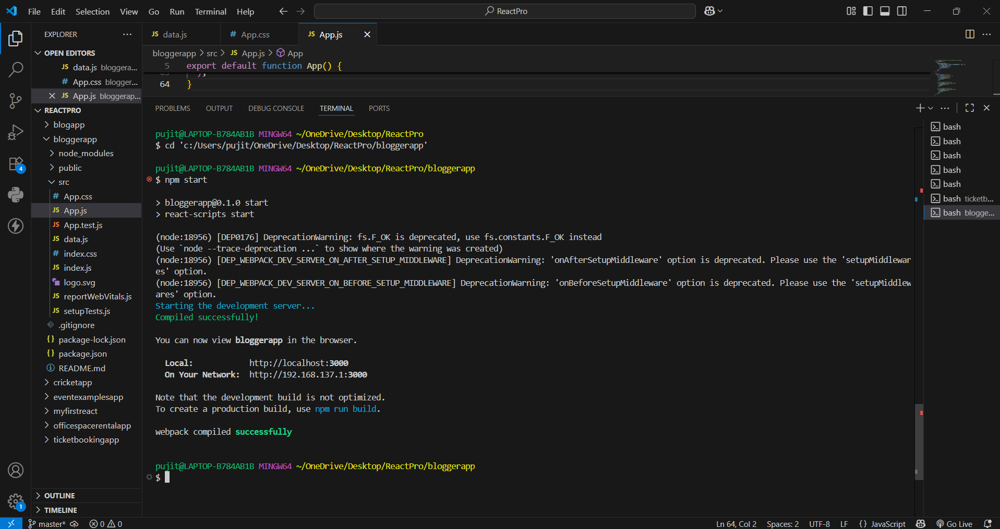 File Edit Selection View Go Run Terminal Help
ReactPro
EXPLORER
OPEN EDITORS
JS data.js bloggera...
# App.css blogger...
JS App.js bloggerap...
REACTPRO
blogapp
bloggerapp
node_modules
public
src
# App.css
JS App.js
JS App.test.js
JS data.js
# index.css
JS index.js
logo.svg
JS reportWebVitals.js
JS setupTests.js
.gitignore
{} package-lock.json
{} package.json
README.md
cricketapp
eventexamplesapp
myfirstreact
officespacerentalapp
ticketbookingapp
OUTLINE
TIMELINE
4
1
JS data.js # App.css JS App.js
bloggerapp > src > JS App.js > App
5 export default function App() {
63 );
64 }
PROBLEMS OUTPUT DEBUG CONSOLE TERMINAL PORTS
pujit@LAPTOP-B784AB1B MINGW64 ~/OneDrive/Desktop/ReactPro
$ cd 'c:/Users/pujit/OneDrive/Desktop/ReactPro/bloggerapp'
pujit@LAPTOP-B784AB1B MINGW64 ~/OneDrive/Desktop/ReactPro/bloggerapp
$ npm start
> bloggerapp@0.1.0 start
> react-scripts start
(node:18956) [DEP0176] DeprecationWarning: fs.F_OK is deprecated, use fs.constants.F_OK instead
(Use `node --trace-deprecation ...` to show where the warning was created)
(node:18956) [DEP_WEBPACK_DEV_SERVER_ON_AFTER_SETUP_MIDDLEWARE] DeprecationWarning: 'onAfterSetupMiddleware' option is deprecated. Please use the 'setupMiddlewar
es' option.
(node:18956) [DEP_WEBPACK_DEV_SERVER_ON_BEFORE_SETUP_MIDDLEWARE] DeprecationWarning: 'onBeforeSetupMiddleware' option is deprecated. Please use the 'setupMiddlew
ares' option.
Starting the development server...
Compiled successfully!
You can now view bloggerapp in the browser.
Local: http://localhost:3000
On Your Network: http://192.168.137.1:3000
Note that the development build is not optimized.
To create a production build, use npm run build.
webpack compiled successfully
pujit@LAPTOP-B784AB1B MINGW64 ~/OneDrive/Desktop/ReactPro/bloggerapp
$
bash
bash
bash
bash
bash
bash ticketb...
bash blogge...
master* 0 0 Ln 64, Col 2 Spaces: 2 UTF-8 LF {} JavaScript Go Live